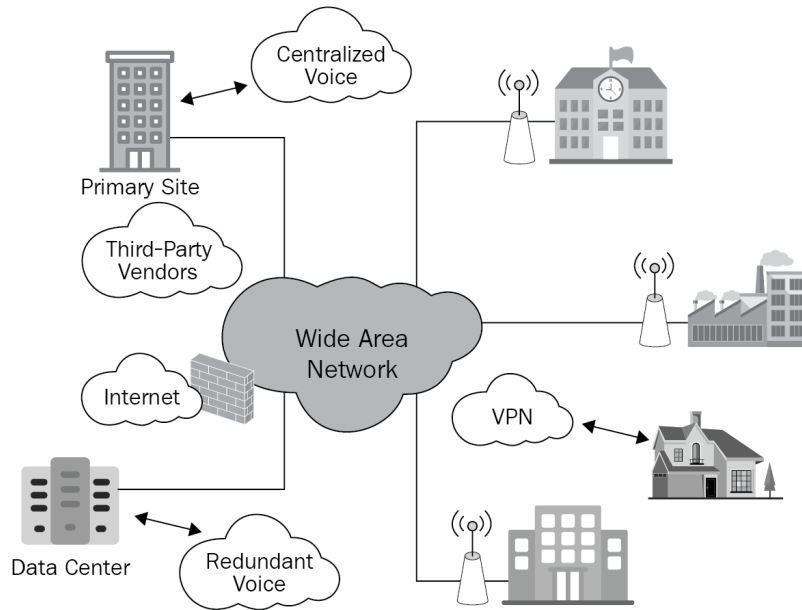 Centralized
Voice
Primary Site
Third-Party
Vendors
Wide Area
Network
Internet
VPN
Data Center
Redundant
Voice